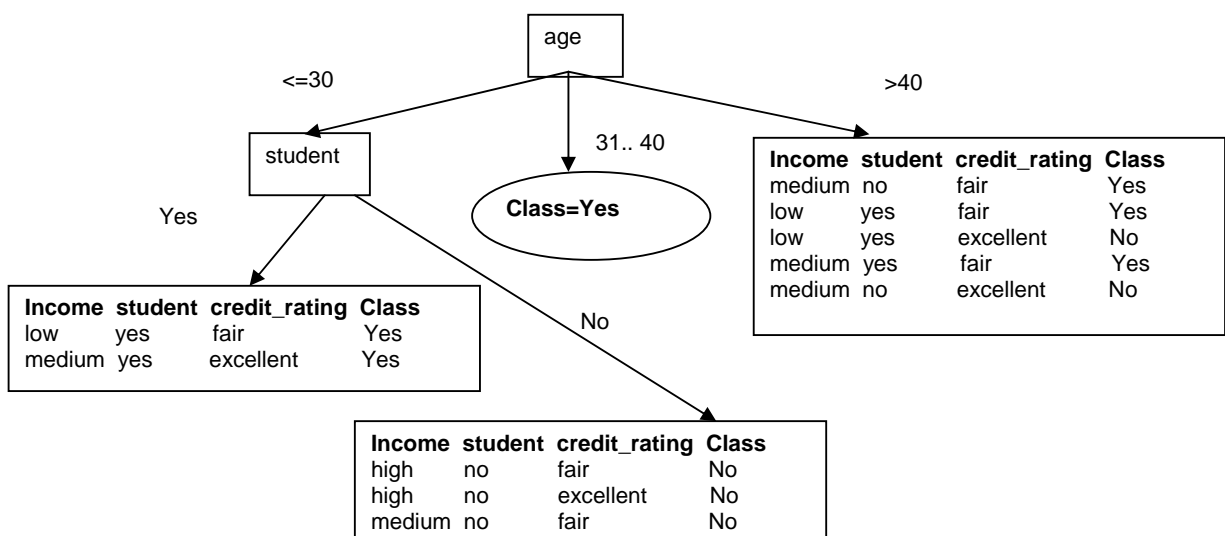 age
<=30
>40
student
31.. 40
Class=Yes
Income student credit_rating Class
medium no fair Yes
low yes fair Yes
low yes excellent No
medium yes fair Yes
medium no excellent No
Yes
Income student credit_rating Class
low yes fair Yes
medium yes excellent Yes
No
Income student credit_rating Class
high no fair No
high no excellent No
medium no fair No